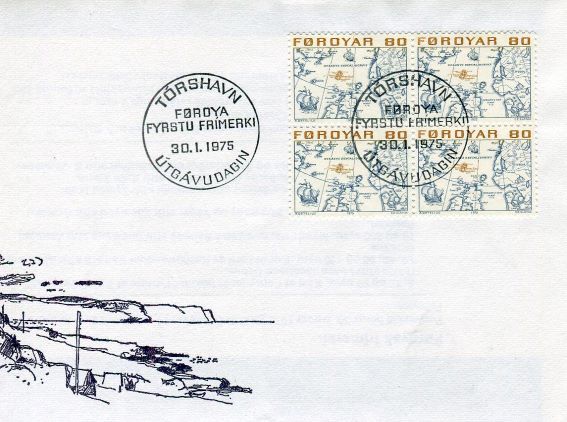 FØROYAR 80 FØROYAR 80
TÓRSHAVN
FØROYA
FYRSTU FRÍMERKI
30.1.1975
ÚTGÁVUDAGIN
TÓRSHAVN
FØROYA
FYRSTU FRÍMERKI
30.1.1975
ÚTGÁVUDAGIN
FØROYAR 80 FØROYAR 80